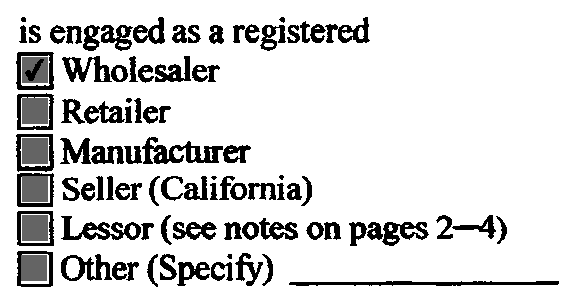 is engaged as a registered
✓ Wholesaler
Retailer
Manufacturer
Seller (California)
Lessor (see notes on pages 2—4)
Other (Specify) ____________